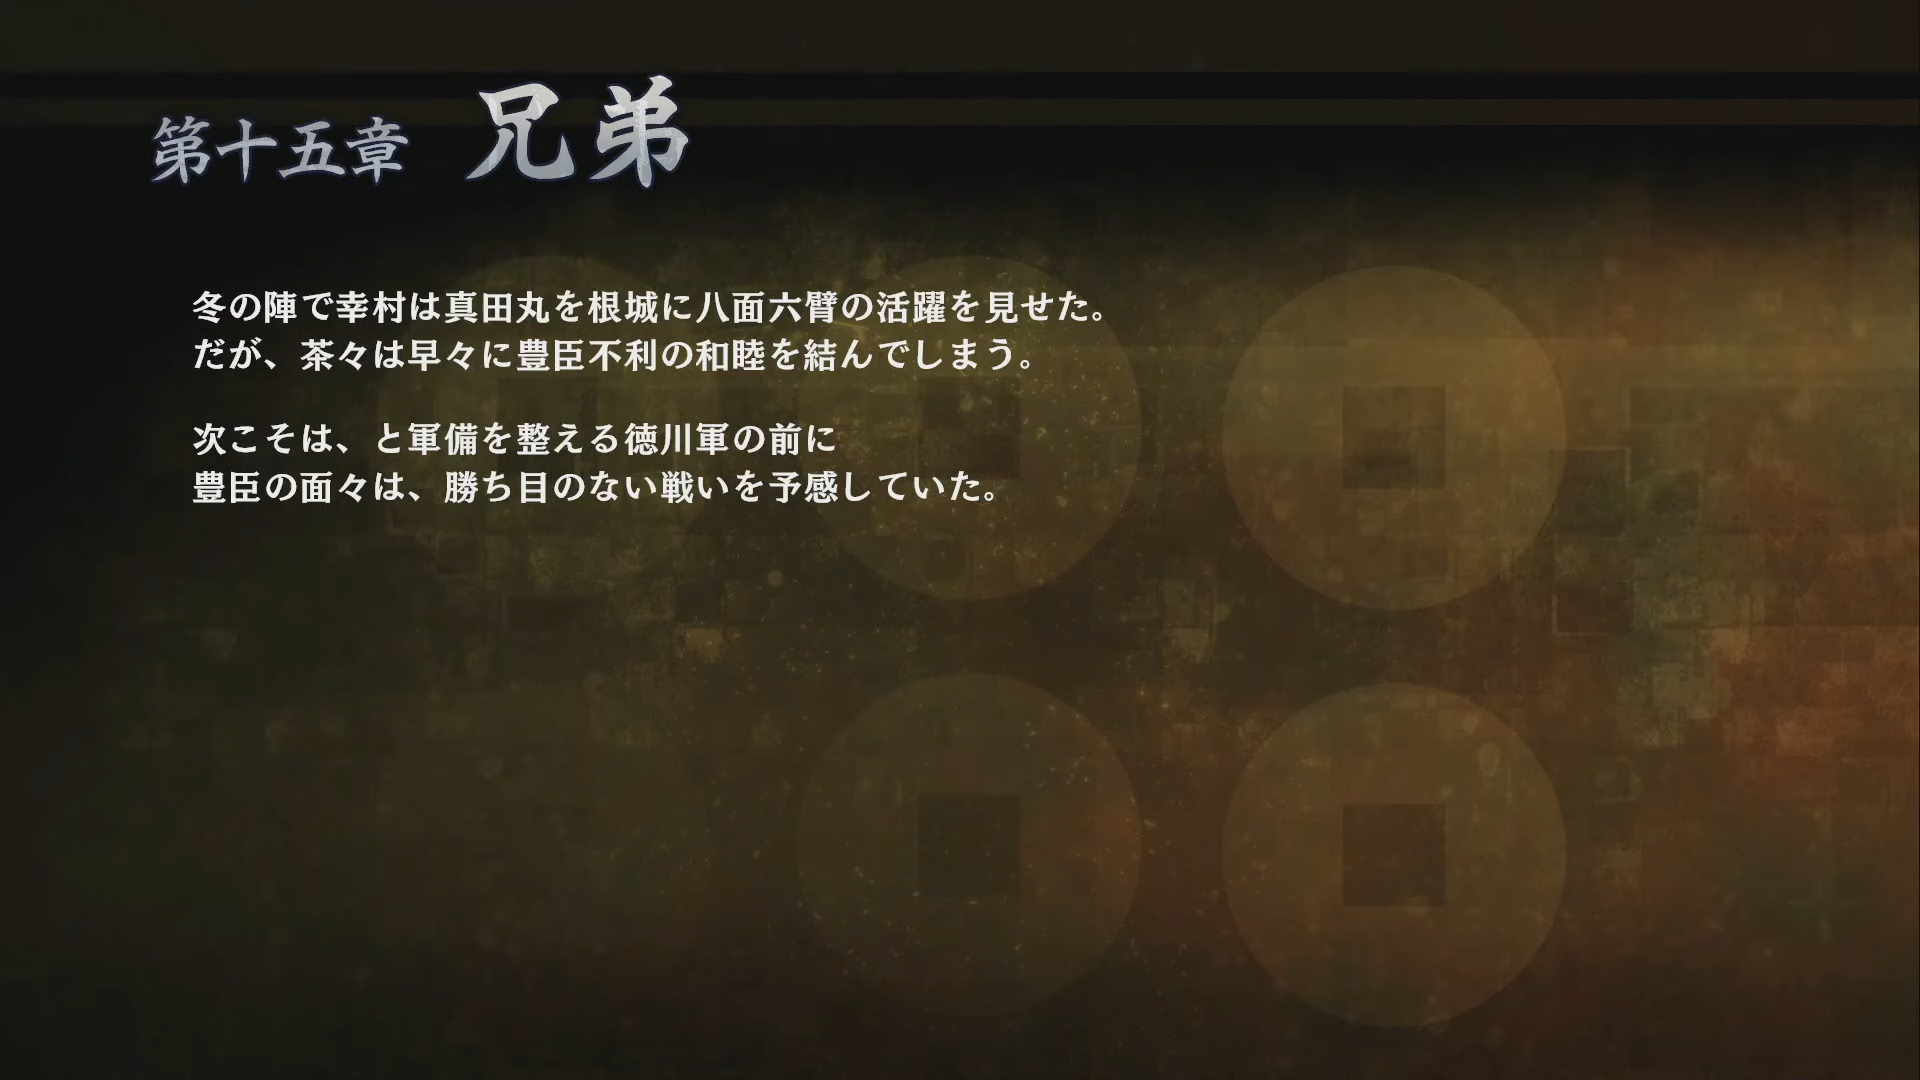 第十五章 兄弟
冬の陣で幸村は真田丸を根城に八面六臂の活躍を見せた。
だが、茶々は早々に豊臣不利の和睦を結んでしまう。
次こそは、と軍備を整える徳川軍の前に
豊臣の面々は、勝ち目のない戦いを予感していた。